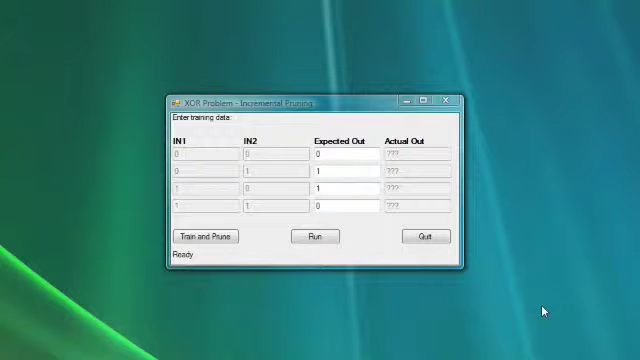 XOR Problem - Incremental Pruning
Enter training data:
IN1 IN2 Expected Out Actual Out
0 0 0 ???
0 1 1 ???
1 0 1 ???
1 1 0 ???
Train and Prune Run Quit
Ready